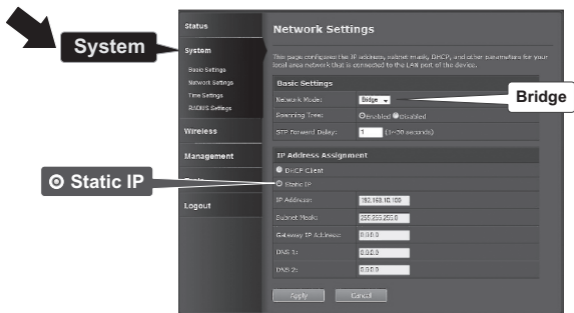 Status
System
Basic Settings
Network Settings
Time Settings
RADIUS Settings
Wireless
Management
Logout
System
Static IP
Network Settings
This page configures the IP address, subnet mask, DHCP, and other parameters for your
local area network that is connected to the LAN port of the device.
Basic Settings
Network Mode: Bridge
Bridge
Spanning Tree: Enabled Disabled
STP Forward Delay: 1 (1~30 seconds)
IP Address Assignment
DHCP Client
Static IP
IP Address: 192.168.10.100
Subnet Mask: 255.255.255.0
Gateway IP Address: 0.0.0.0
DNS 1: 0.0.0.0
DNS 2: 0.0.0.0
Apply Cancel